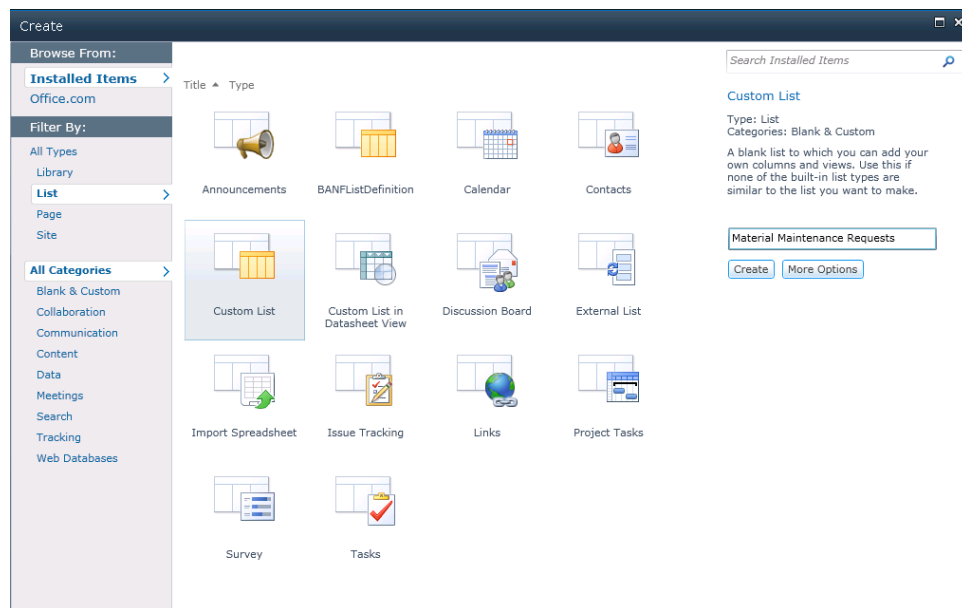 Create
Browse From:
Installed Items
Office.com
Filter By:
All Types
Library
List
Page
Site
All Categories
Blank & Custom
Collaboration
Communication
Content
Data
Meetings
Search
Tracking
Web Databases
Title Type
Announcements
BANFListDefinition
Calendar
Contacts
Custom List
Custom List in
Datasheet View
Discussion Board
External List
Import Spreadsheet
Issue Tracking
Links
Project Tasks
Survey
Tasks
Search Installed Items
Custom List
Type: List
Categories: Blank & Custom
A blank list to which you can add your
own columns and views. Use this if
none of the built-in list types are
similar to the list you want to make.
Material Maintenance Requests
Create More Options